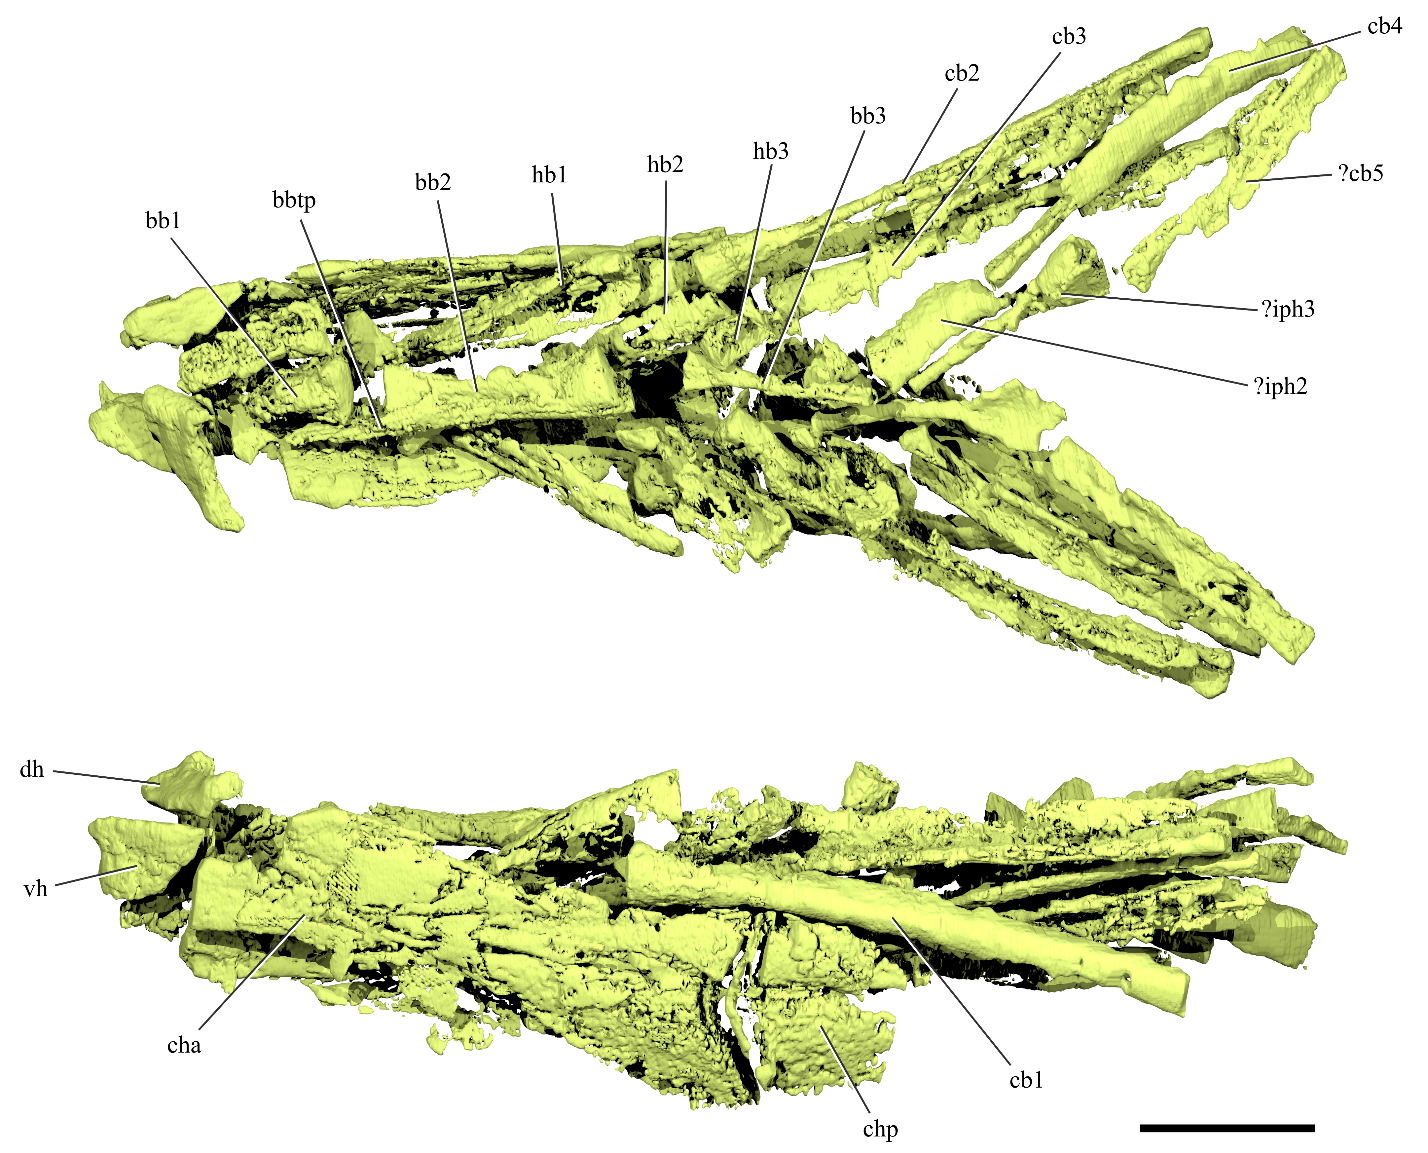 cb4
cb3
cb2
bb3
hb3
hb2
hb1
bb2
bbtp
bb1
?cb5
?iph3
?iph2
dh
vh
cha
cb1
chp